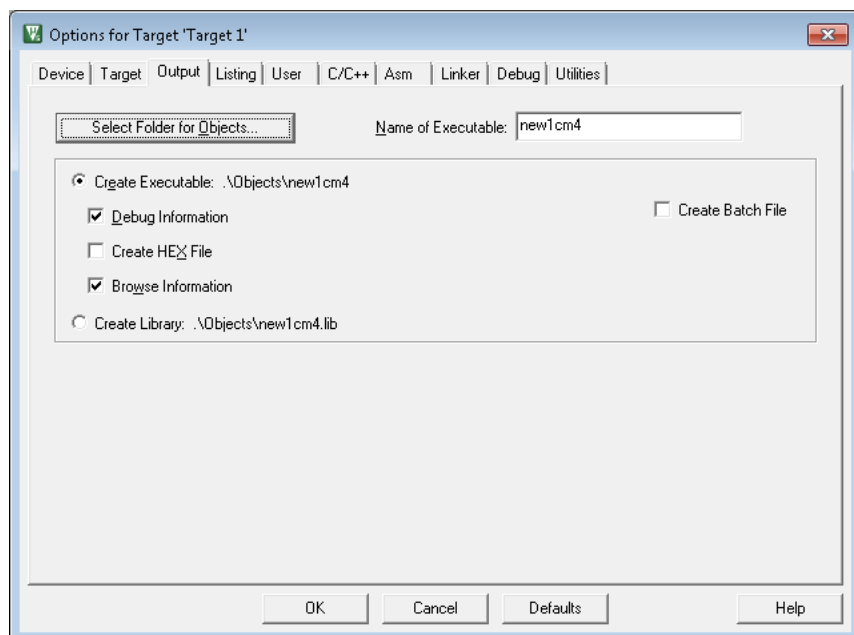 Options for Target 'Target 1'
Device Target Output Listing User C/C++ Asm Linker Debug Utilities
Select Folder for Objects... Name of Executable: new1cm4
Create Executable: .\Objects\new1cm4
Debug Information Create Batch File
Create HEX File
Browse Information
Create Library: .\Objects\new1cm4.lib
OK Cancel Defaults Help